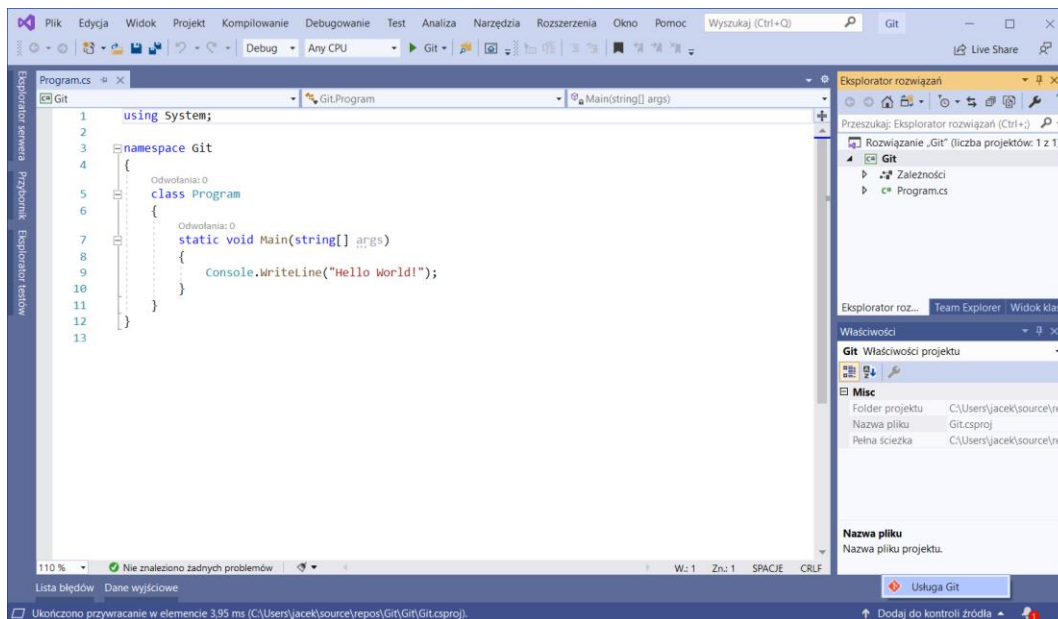 Plik Edycja Widok Projekt Kompilowanie Debugowanie Test Analiza Narzędzia Rozszerzenia Okno Pomoc Wyszukaj (Ctrl+Q) Git
Debug Any CPU Git Live Share
Eksplorator serwera
Przybornik
Eksplorator testów
Program.cs
Git Git.Program Main(string[] args)
1 using System;
2
3 namespace Git
4 {
Odwołania: 0
5 class Program
6 {
Odwołania: 0
7 static void Main(string[] args)
8 {
9 Console.WriteLine("Hello World!");
10 }
11 }
12 }
13
110 % Nie znaleziono żadnych problemów W.: 1 Zn.: 1 SPACJE CRLF
Eksplorator rozwiązań
Przeszukaj: Eksplorator rozwiązań (Ctrl+;)
Rozwiązanie „Git” (liczba projektów: 1 z 1
Git
Zależności
C# Program.cs
Eksplorator roz... Team Explorer Widok kla
Właściwości
Git Właściwości projektu
Misc
Folder projektu C:\Users\jacek\source\re
Nazwa pliku Git.csproj
Pełna ścieżka C:\Users\jacek\source\re
Nazwa pliku
Nazwa pliku projektu.
Lista błędów Dane wyjściowe
Usługa Git
Ukończono przywracanie w elemencie 3,95 ms (C:\Users\jacek\source\repos\Git\Git\Git.csproj). Dodaj do kontroli źródła 1